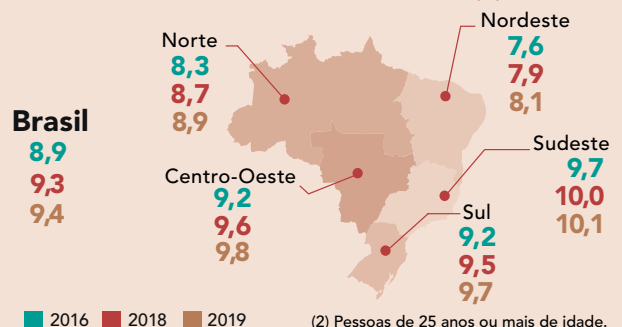 Nordeste
7,6
7,9
8,1
Norte
8,3
8,7
8,9
Brasil
8,9
9,3
9,4
Sudeste
9,7
10,0
10,1
Centro-Oeste
9,2
9,6
9,8
Sul
9,2
9,5
9,7
2016 2018 2019
(2) Pessoas de 25 anos ou mais de idade.